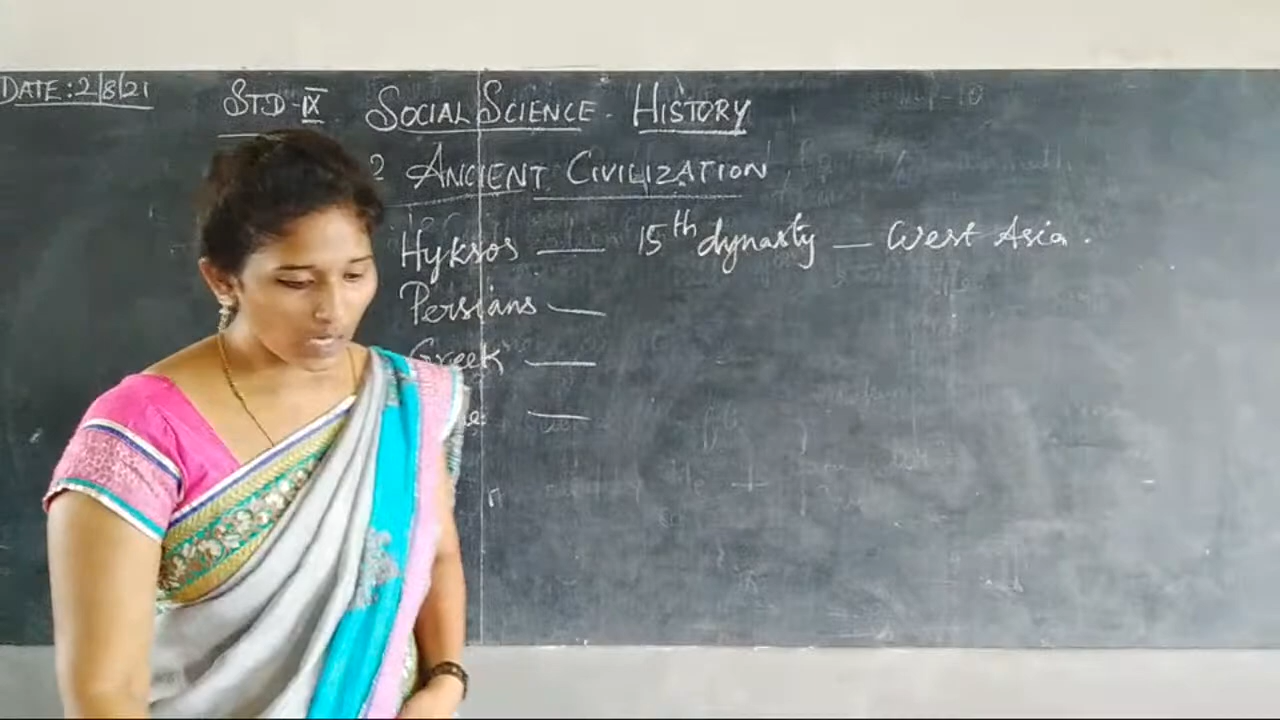 DATE: 2/8/21
STD-IX SOCIAL SCIENCE - HISTORY
2 ANCIENT CIVILIZATION
Hyksos — 15th dynasty — West Asia.
Persians —
Greek —
—